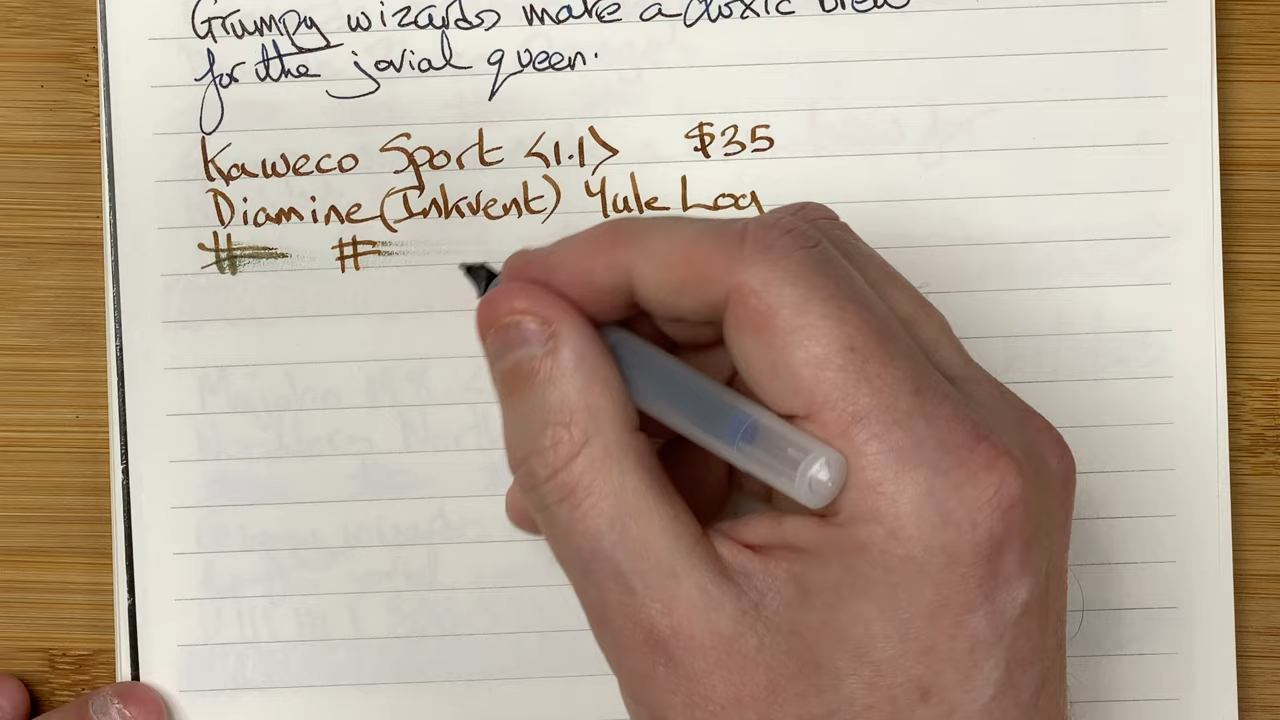 Grumpy wizards make a toxic brew
for the jovial queen.
Kaweco Sport <1.1> $35
Diamine (Inkvent) Yule Log
# #